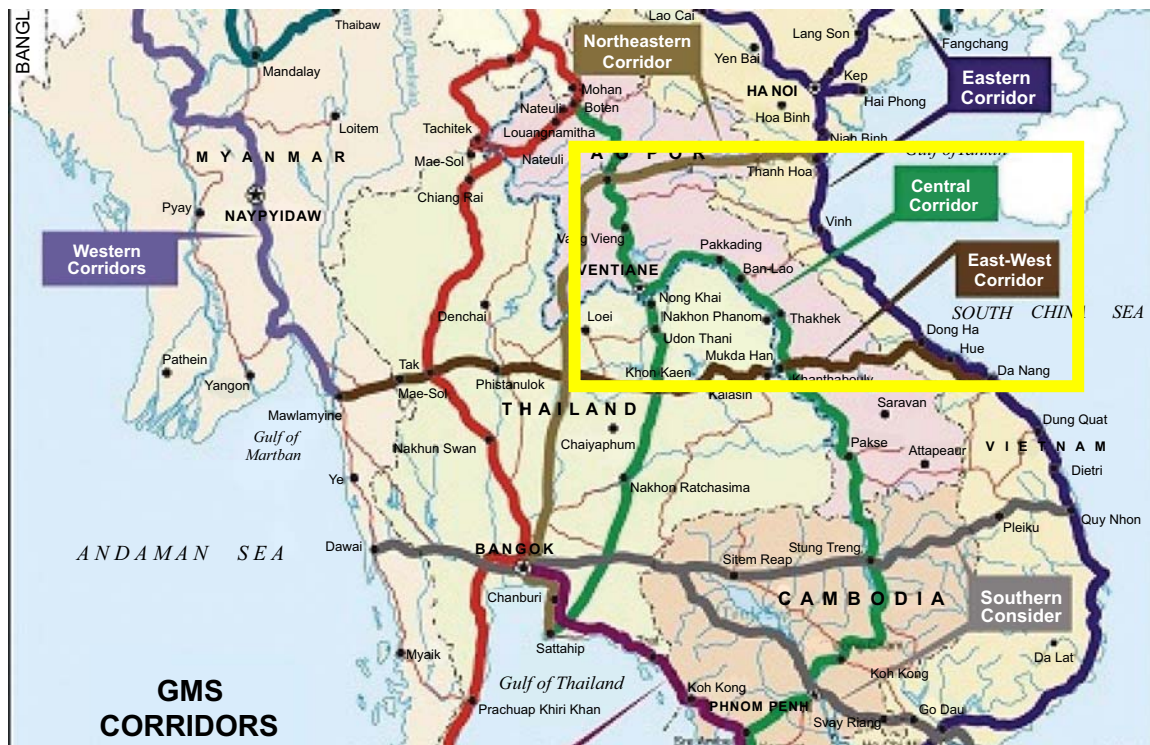 BANGL
Thaibaw
Mandalay
Lao Cai
Lang Son
Fangchang
Northeastern
Corridor
Yen Bai
Kep
HA NOI
Hai Phong
Eastern
Corridor
Mohan
Nateuli
Boten
Hoa Binh
Loitem
Tachitek
Louangnamitha
MYANMAR
Mae-Sol
Nateuli
Thanh Hoa
Chiang Rai
Central
Corridor
Pyay
NAYPYIDAW
Vinh
Western
Corridors
Vang Vieng
Pakkading
VENTIANE
Ban-Lao
East-West
Corridor
Nong Khai
Denchai
Loei
Nakhon Phanom
Thakhek
SOUTH CHINA SEA
Udon Thani
Dong Ha
Pathein
Yangon
Tak
Phistanulok
Mukda Han
Hue
Khon Kaen
Khanthabouly
Da Nang
Mae-Sol
Kalasin
Mawlamyine
THAILAND
Saravan
Gulf of
Martban
Chaiyaphum
Dung Quat
Nakhun Swan
Pakse
Attapeaur
VIETNAM
Dietri
Ye
Nakhon Ratchasima
Pleiku
Quy Nhon
ANDAMAN SEA
Dawai
BANGOK
Stung Treng
Sitem Reap
Chanburi
CAMBODIA
Southern
Consider
Sattahip
Da Lat
Myaik
Koh Kong
Gulf of Thailand
Koh Kong
GMS
CORRIDORS
Prachuap Khiri Khan
PHNOM PENH
Svay Riang
Go Dau